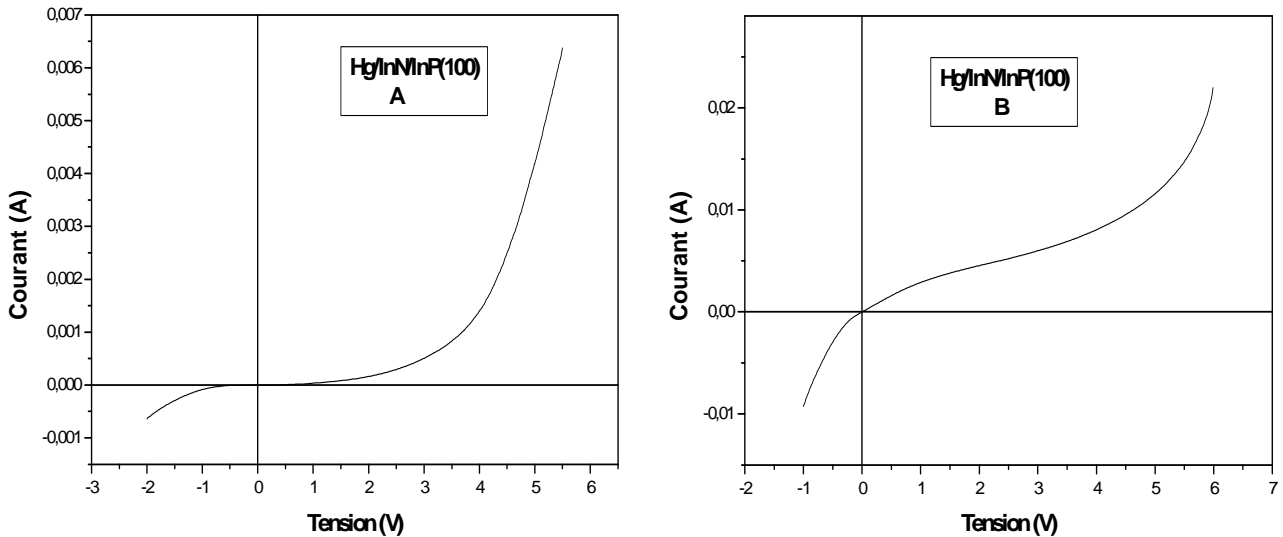 0,007
0,006
0,005
0,004
0,003
0,002
0,001
0,000
-0,001
Courant (A)
Hg/InN/InP(100)
A
-3 -2 -1 0 1 2 3 4 5 6
Tension (V)
0,02
0,01
0,00
-0,01
Courant (A)
Hg/InN/InP(100)
B
-2 -1 0 1 2 3 4 5 6 7
Tension (V)